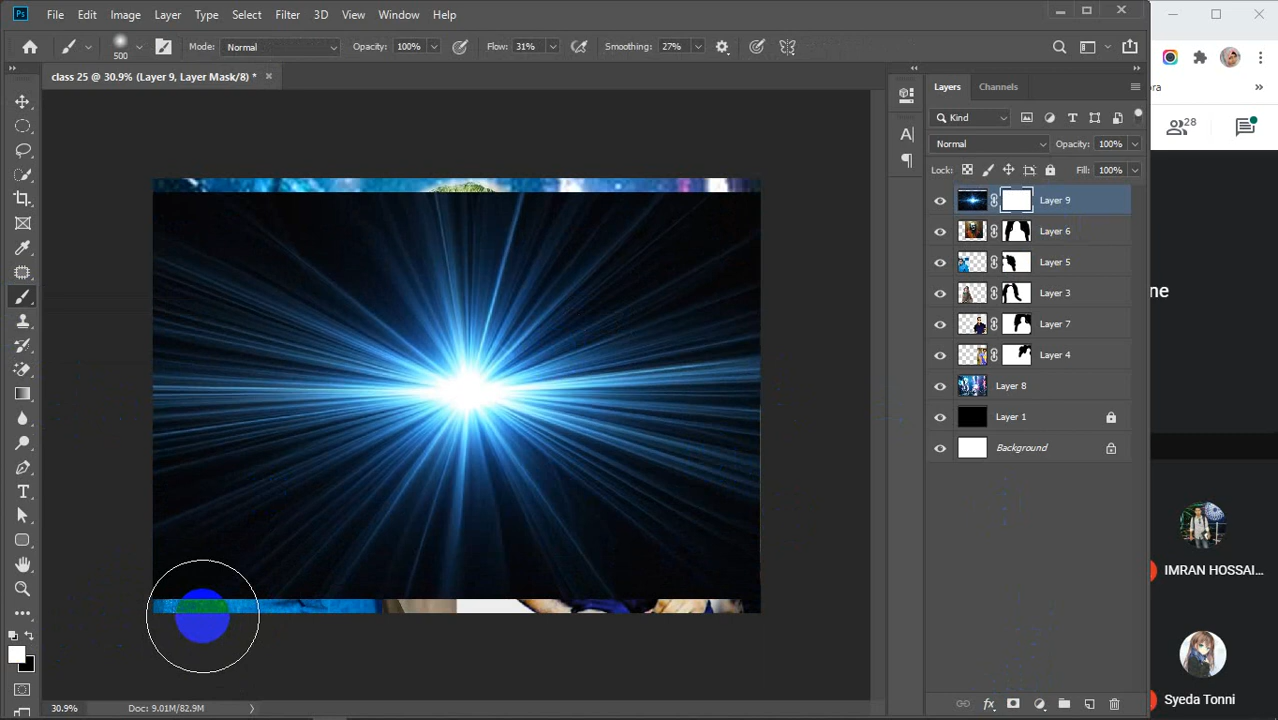 Ps File Edit Image Layer Type Select Filter 3D View Window Help
500 Mode: Normal Opacity: 100% Flow: 31% Smoothing: 27%
class 25 @ 30.9% (Layer 9, Layer Mask/8) * ×
Layers Channels
Kind
Normal Opacity: 100%
Lock: Fill: 100%
Layer 9
Layer 6
Layer 5
Layer 3
Layer 7
Layer 4
Layer 8
Layer 1
Background
30.9% Doc: 9.01M/82.9M
ora
28
ne
IMRAN HOSSAI...
Syeda Tonni